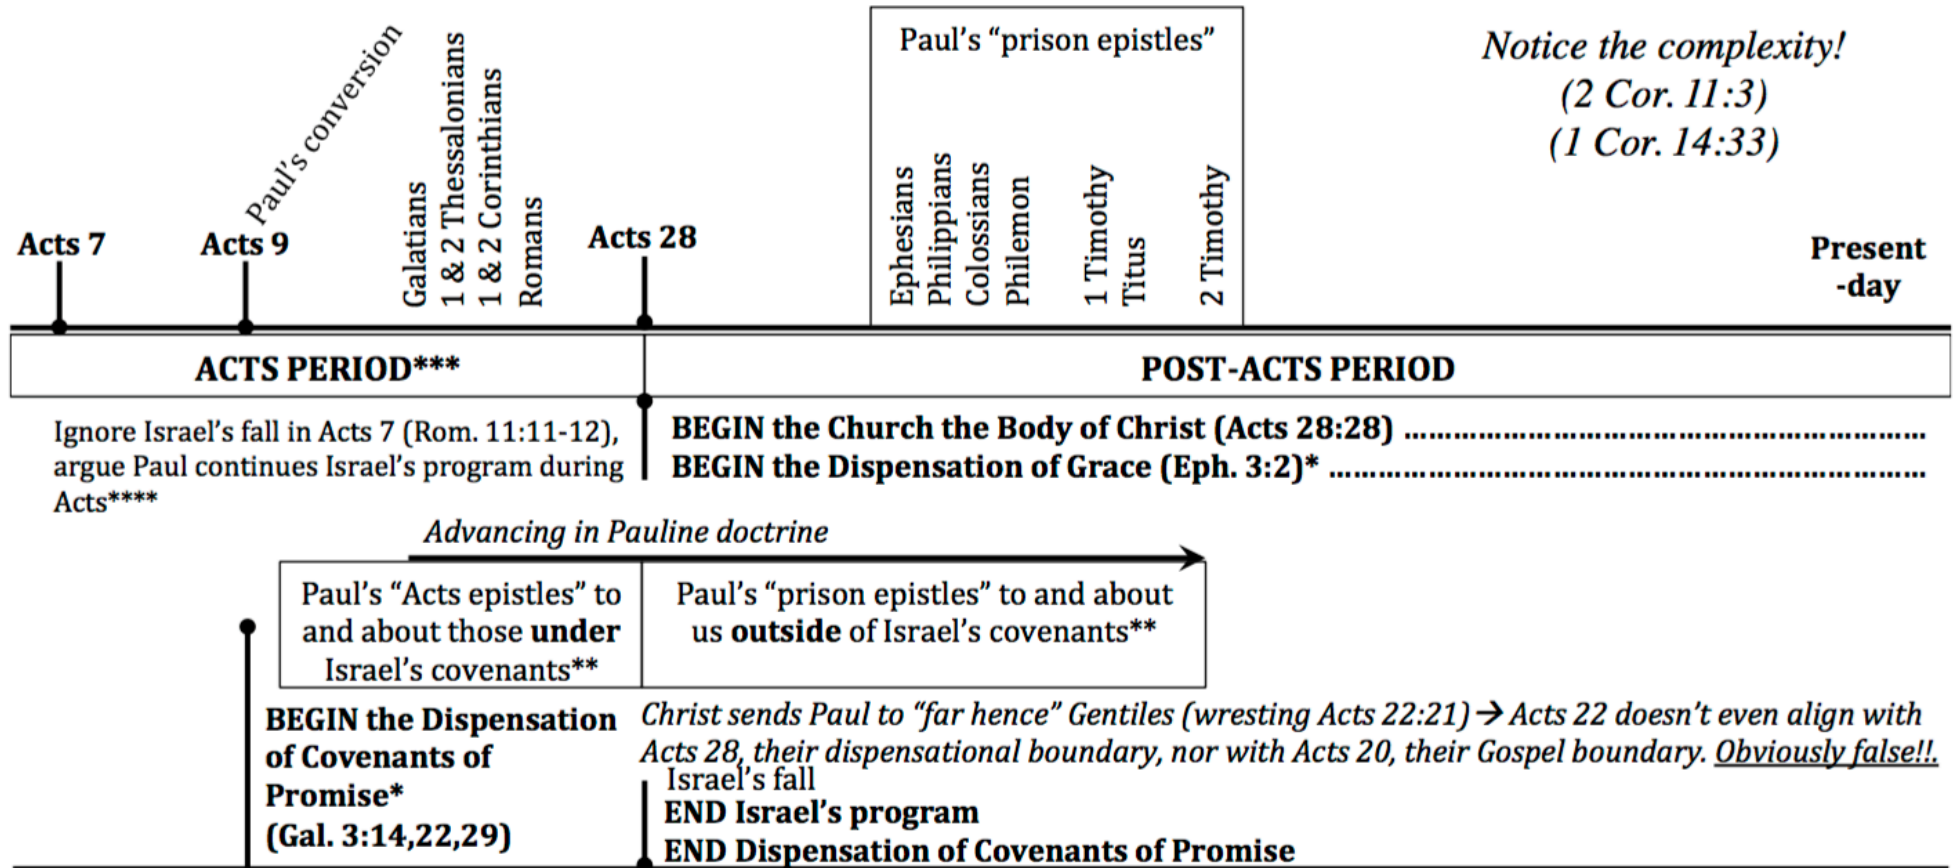 Paul's "prison epistles"
Notice the complexity!
(2 Cor. 11:3)
(1 Cor. 14:33)
Paul's conversion
Galatians
1 & 2 Thessalonians
1 & 2 Corinthians
Romans
Ephesians
Philippians
Colossians
Philemon
1 Timothy
Titus
2 Timothy
Acts 7
Acts 9
Acts 28
Present
-day
ACTS PERIOD***
POST-ACTS PERIOD
Ignore Israel's fall in Acts 7 (Rom. 11:11-12),
argue Paul continues Israel's program during
Acts****
BEGIN the Church the Body of Christ (Acts 28:28) ................................................................
BEGIN the Dispensation of Grace (Eph. 3:2)* ........................................................................
Advancing in Pauline doctrine
Paul's "Acts epistles" to
and about those under
Israel's covenants**
Paul's "prison epistles" to and about
us outside of Israel's covenants**
BEGIN the Dispensation
of Covenants of
Promise*
(Gal. 3:14,22,29)
Christ sends Paul to "far hence" Gentiles (wresting Acts 22:21)→ Acts 22 doesn't even align with
Acts 28, their dispensational boundary, nor with Acts 20, their Gospel boundary. Obviously false!!.
Israel's fall
END Israel's program
END Dispensation of Covenants of Promise